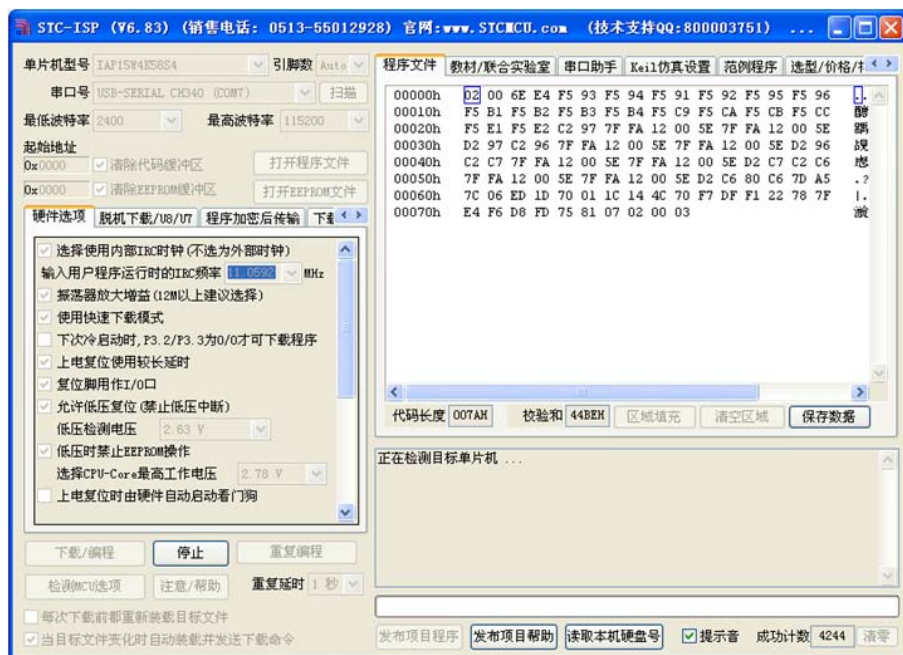 STC-ISP (V6.83) (销售电话: 0513-55012928) 官网:www.STCMCU.com (技术支持QQ:800003751) ...
单片机型号 IAP15W4K58S4 引脚数 Auto
串口号 USB-SERIAL CH340 (COM7) 扫描
最低波特率 2400 最高波特率 115200
起始地址
0x0000 清除代码缓冲区 打开程序文件
0x0000 清除EEPROM缓冲区 打开EEPROM文件
硬件选项 脱机下载/U8/U7 程序加密后传输
选择使用内部IRC时钟(不选为外部时钟)
输入用户程序运行时的IRC频率 11.0592 MHz
振荡器放大增益(12M以上建议选择)
使用快速下载模式
下次冷启动时,P3.2/P3.3为0/0才可下载程序
上电复位使用较长延时
复位脚用作I/O口
允许低压复位(禁止低压中断)
低压检测电压 2.63 V
低压时禁止EEPROM操作
选择CPU-Core最高工作电压 2.78 V
上电复位时由硬件自动启动看门狗
下载/编程 停止 重复编程
检测MCU选项 注意/帮助 重复延时 1 秒
每次下载前都重新装载目标文件
当目标文件变化时自动装载并发送下载命令
程序文件 教材/联合实验室 串口助手 Keil仿真设置 范例程序 选型/价格/
00000h 02 00 6E E4 F5 93 F5 94 F5 91 F5 92 F5 95 F5 96
00010h F5 B1 F5 B2 F5 B3 F5 B4 F5 C9 F5 CA F5 CB F5 CC
00020h F5 E1 F5 E2 C2 97 7F FA 12 00 5E 7F FA 12 00 5E
00030h D2 97 C2 96 7F FA 12 00 5E 7F FA 12 00 5E D2 96
00040h C2 C7 7F FA 12 00 5E 7F FA 12 00 5E D2 C7 C2 C6
00050h 7F FA 12 00 5E 7F FA 12 00 5E D2 C6 80 C6 7D A5 .?
00060h 7C 06 ED 1D 70 01 1C 14 4C 70 F7 DF F1 22 78 7F |.
00070h E4 F6 D8 FD 75 81 07 02 00 03
代码长度 007AH 校验和 44BEH 区域填充 清空区域 保存数据
正在检测目标单片机 ...
发布项目程序 发布项目帮助 读取本机硬盘号 提示音 成功计数 4244 清零